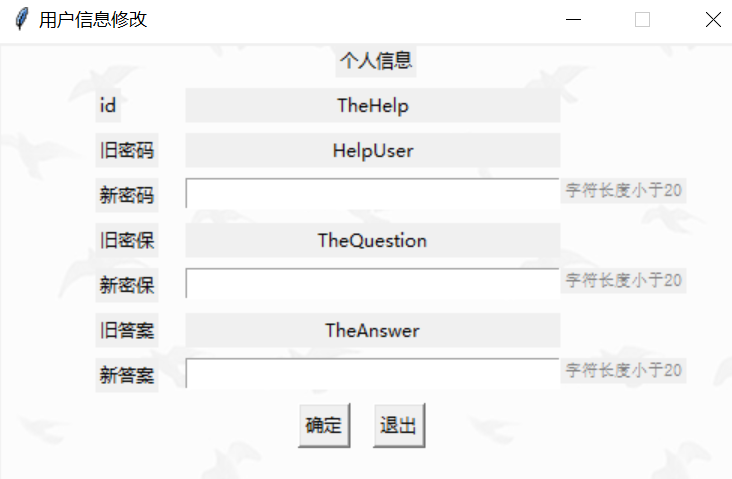 用户信息修改
个人信息
id TheHelp
旧密码 HelpUser
新密码 字符长度小于20
旧密保 TheQuestion
新密保 字符长度小于20
旧答案 TheAnswer
新答案 字符长度小于20
确定 退出